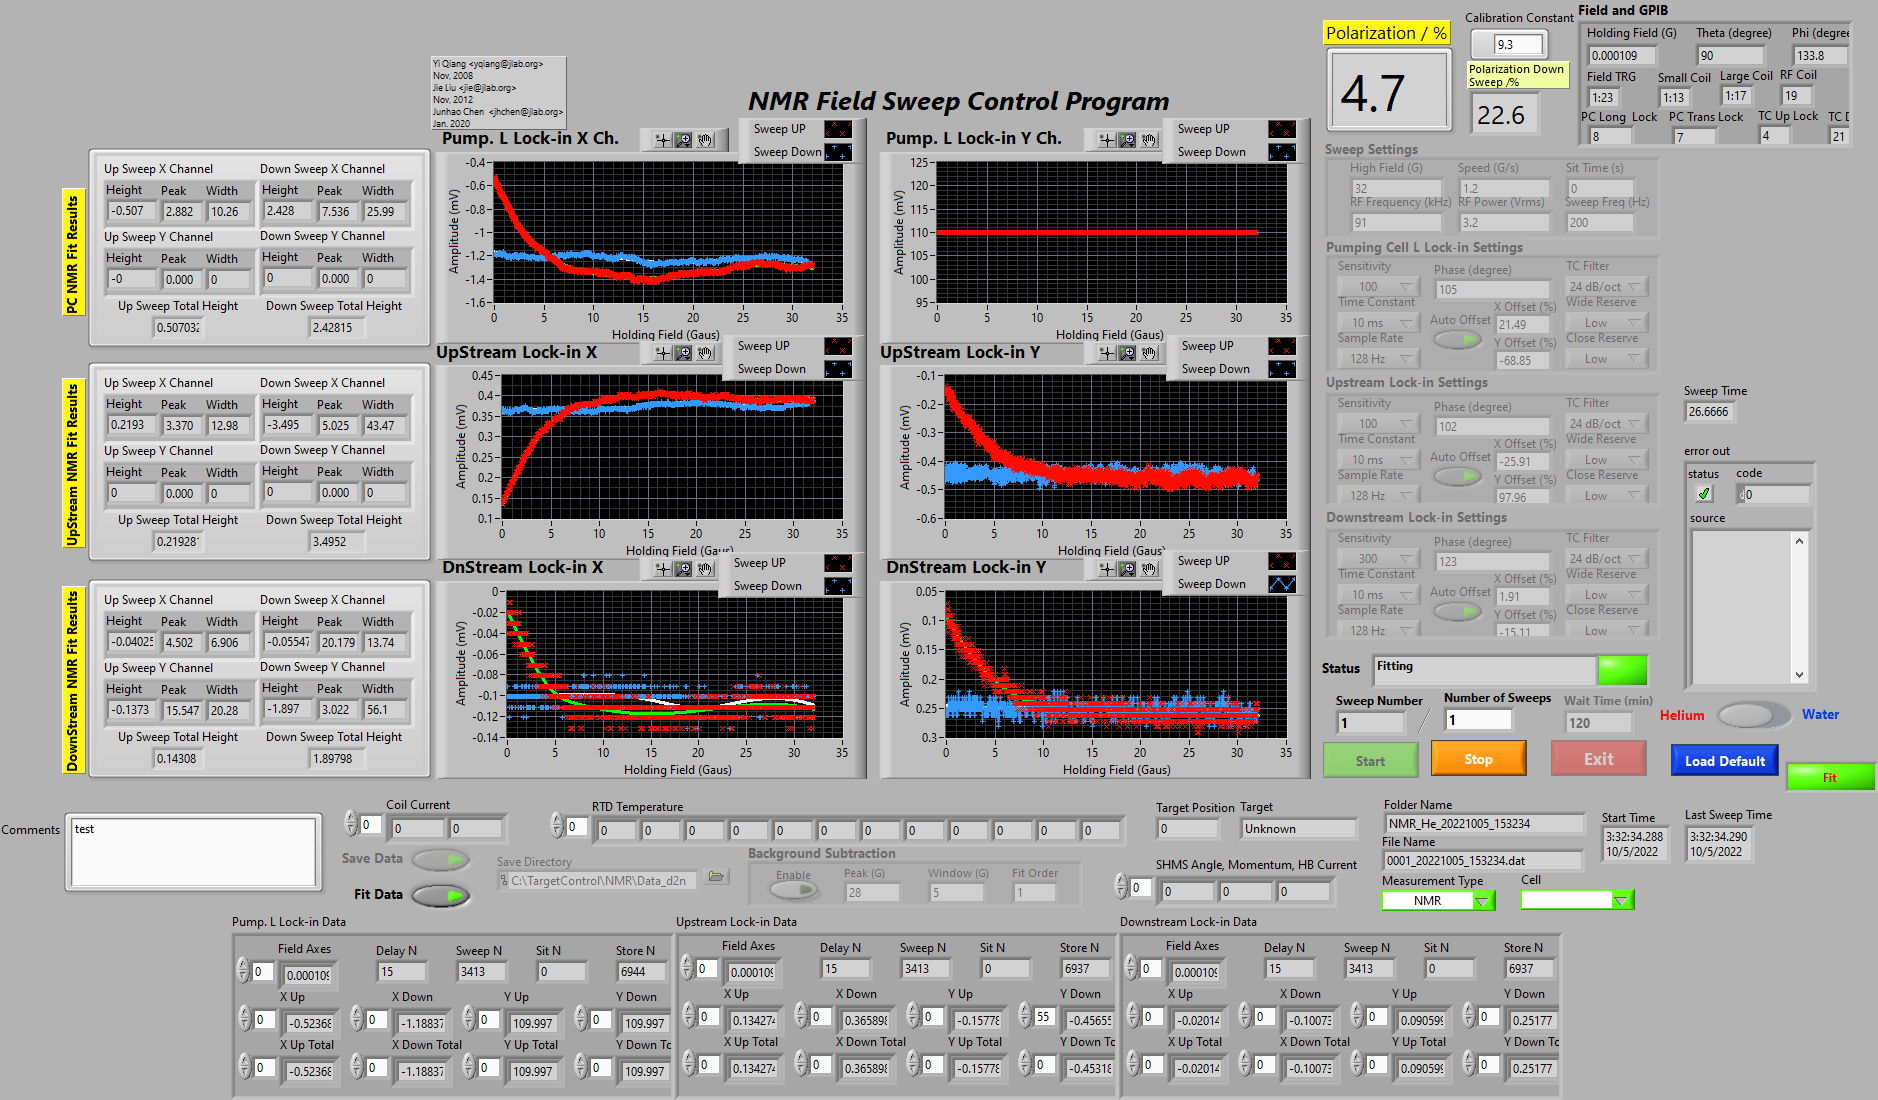 Yi Qiang <yqiang@jlab.org>
Nov, 2008
Jie Liu <jie@jlab.org>
Nov, 2012
Junhao Chen <jhchen@jlab.org>
Jan. 2020
NMR Field Sweep Control Program
Polarization / %
4.7
Calibration Constant
9.3
Polarization Down Sweep /%
22.6
Field and GPIB
Holding Field (G) Theta (degree) Phi (degree
0.000109 90 133.8
Field TRG Small Coil Large Coil RF Coil
1:23 1:13 1:17 19
PC Long Lock PC Trans Lock TC Up Lock TC D
8 7 4 21
PC NMR Fit Results
Up Sweep X Channel Down Sweep X Channel
Height Peak Width Height Peak Width
-0.507 2.882 10.26 2.428 7.536 25.99
Up Sweep Y Channel Down Sweep Y Channel
Height Peak Width Height Peak Width
-0 0.000 0 0 0.000 0
Up Sweep Total Height Down Sweep Total Height
0.507032 2.42815
UpStream NMR Fit Results
Up Sweep X Channel Down Sweep X Channel
Height Peak Width Height Peak Width
0.2193 3.370 12.98 -3.495 5.025 43.47
Up Sweep Y Channel Down Sweep Y Channel
Height Peak Width Height Peak Width
0 0.000 0 0 0.000 0
Up Sweep Total Height Down Sweep Total Height
0.219281 3.4952
DownStream NMR Fit Results
Up Sweep X Channel Down Sweep X Channel
Height Peak Width Height Peak Width
-0.04025 4.502 6.906 -0.05547 20.179 13.74
Up Sweep Y Channel Down Sweep Y Channel
Height Peak Width Height Peak Width
-0.1373 15.547 20.28 -1.897 3.022 56.1
Up Sweep Total Height Down Sweep Total Height
0.14308 1.89798
Pump. L Lock-in X Ch.
Sweep UP
Sweep Down
Amplitude (mV)
-0.4
-0.6
-0.8
-1
-1.2
-1.4
-1.6
0 5 10 15 20 25 30 35
Holding Field (Gaus)
Pump. L Lock-in Y Ch.
Sweep UP
Sweep Down
Amplitude (mV)
125
120
115
110
105
100
95
0 5 10 15 20 25 30 35
Holding Field (Gaus)
UpStream Lock-in X
Sweep UP
Sweep Down
Amplitude (mV)
0.45
0.4
0.35
0.3
0.25
0.2
0.15
0.1
0 5 10 15 20 25 30 35
Holding Field (Gaus)
UpStream Lock-in Y
Sweep UP
Sweep Down
Amplitude (mV)
-0.1
-0.2
-0.3
-0.4
-0.5
-0.6
0 5 10 15 20 25 30 35
Holding Field (Gaus)
DnStream Lock-in X
Sweep UP
Sweep Down
Amplitude (mV)
0
-0.02
-0.04
-0.06
-0.08
-0.1
-0.12
-0.14
0 5 10 15 20 25 30 35
Holding Field (Gaus)
DnStream Lock-in Y
Sweep UP
Sweep Down
Amplitude (mV)
0.05
0.1
0.15
0.2
0.25
0.3
0 5 10 15 20 25 30 35
Holding Field (Gaus)
Sweep Settings
High Field (G) Speed (G/s) Sit Time (s)
32 1.2 0
RF Frequency (kHz) RF Power (Vrms) Sweep Freq (Hz)
91 3.2 200
Pumping Cell L Lock-in Settings
Sensitivity Phase (degree) TC Filter
100 105 24 dB/oct
Time Constant Wide Reserve
10 ms Auto Offset X Offset (%) 21.49 Low
Sample Rate Y Offset (%) Close Reserve
128 Hz -68.85 Low
Upstream Lock-in Settings
Sensitivity Phase (degree) TC Filter
100 102 24 dB/oct
Time Constant X Offset (%) Wide Reserve
10 ms Auto Offset -25.91 Low
Sample Rate Y Offset (%) Close Reserve
128 Hz 97.96 Low
Downstream Lock-in Settings
Sensitivity Phase (degree) TC Filter
300 123 24 dB/oct
Time Constant X Offset (%) Wide Reserve
10 ms Auto Offset 1.91 Low
Sample Rate Y Offset (%) Close Reserve
128 Hz -15.11 Low
Sweep Time
26.6666
error out
status code
0
source
Status Fitting
Sweep Number Number of Sweeps Wait Time (min)
1 / 1 120
Helium Water
Start Stop Exit Load Default Fit
Comments
test
Coil Current
0 0 0
RTD Temperature
0 0 0 0 0 0 0 0 0 0 0 0 0
Save Data
Fit Data
Save Directory
C:\TargetControl\NMR\Data_d2n
Background Subtraction
Enable Peak (G) Window (G) Fit Order
28 5 1
Target Position Target
0 Unknown
SHMS Angle, Momentum, HB Current
0 0 0 0
Folder Name
NMR_He_20221005_153234
File Name
0001_20221005_153234.dat
Measurement Type Cell
NMR
Start Time Last Sweep Time
3:32:34.288 3:32:34.290
10/5/2022 10/5/2022
Pump. L Lock-in Data
Field Axes Delay N Sweep N Sit N Store N
0 0.000109 15 3413 0 6944
X Up X Down Y Up Y Down
0 -0.52368 0 -1.18837 0 109.997 0 109.997
X Up Total X Down Total Y Up Total Y Down To
0 -0.52368 0 -1.18837 0 109.997 0 109.997
Upstream Lock-in Data
Field Axes Delay N Sweep N Sit N Store N
0 0.000109 15 3413 0 6937
X Up X Down Y Up Y Down
0 0.134274 0 0.365898 0 -0.15778 55 -0.45655
X Up Total X Down Total Y Up Total Y Down To
0 0.134274 0 0.365898 0 -0.15778 0 -0.45318
Downstream Lock-in Data
Field Axes Delay N Sweep N Sit N Store N
0 0.000109 15 3413 0 6937
X Up X Down Y Up Y Down
0 -0.02014 0 -0.10073 0 0.090599 0 0.25177
X Up Total X Down Total Y Up Total Y Down To
0 -0.02014 0 -0.10073 0 0.090599 0 0.25177